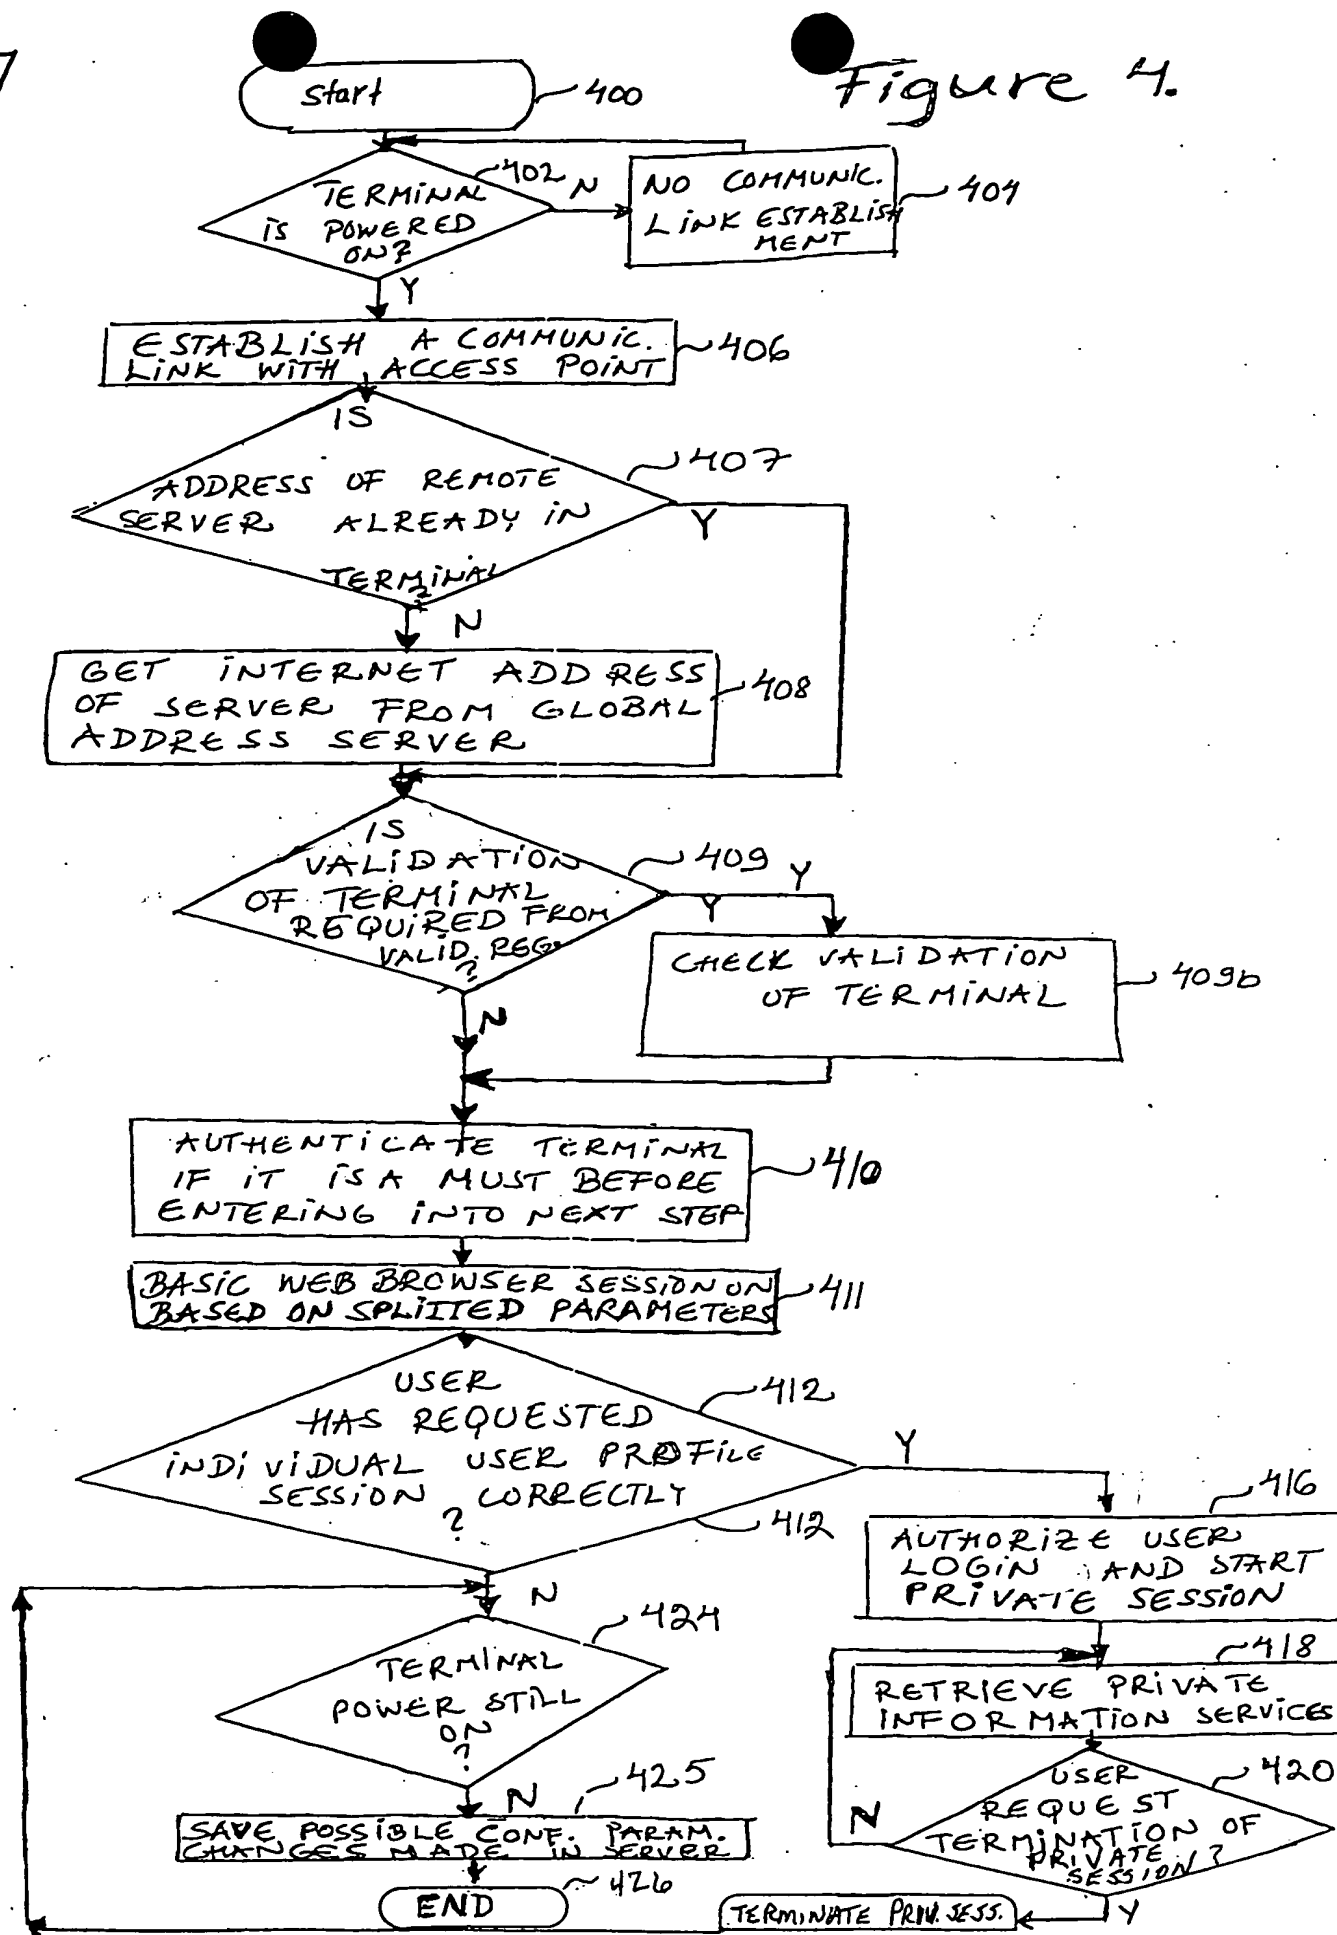 Figure 4.
start
400
402
TERMINAL
IS POWERED
ON?
N
NO COMMUNIC.
LINK ESTABLISH
MENT
404
Y
ESTABLISH A COMMUNIC.
LINK WITH ACCESS POINT
406
IS
ADDRESS OF REMOTE
SERVER ALREADY IN
TERMINAL
?
407
Y
N
GET INTERNET ADDRESS
OF SERVER FROM GLOBAL
ADDRESS SERVER
408
IS
VALIDATION
OF TERMINAL
REQUIRED FROM
VALID. REG.
?
409
Y
Y
CHECK VALIDATION
OF TERMINAL
409b
N
AUTHENTICATE TERMINAL
IF IT IS A MUST BEFORE
ENTERING INTO NEXT STEP
410
BASIC WEB BROWSER SESSION ON
BASED ON SPLITTED PARAMETERS
411
USER
HAS REQUESTED
INDIVIDUAL USER PROFILE
SESSION CORRECTLY
?
412
412
Y
N
416
AUTHORIZE USER
LOGIN AND START
PRIVATE SESSION
418
RETRIEVE PRIVATE
INFORMATION SERVICES
USER
REQUEST
TERMINATION OF
PRIVATE
SESSION?
420
N
Y
TERMINATE PRIV. SESS.
424
TERMINAL
POWER STILL
ON
?
N
425
SAVE POSSIBLE CONF. PARAM.
CHANGES MADE IN SERVER
426
END